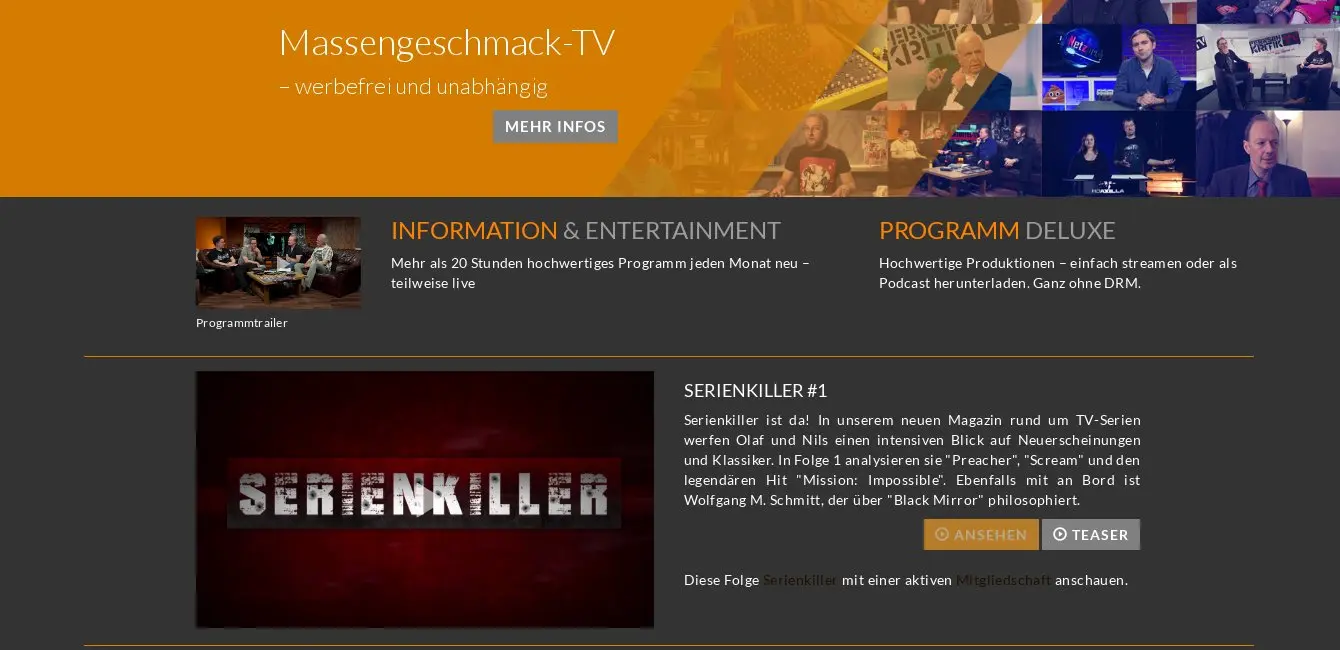 Massengeschmack-TV
– werbefrei und unabhängig
MEHR INFOS
Netz
HOAXILLA
INFORMATION & ENTERTAINMENT
Mehr als 20 Stunden hochwertiges Programm jeden Monat neu –
teilweise live
Programmtrailer
PROGRAMM DELUXE
Hochwertige Produktionen – einfach streamen oder als
Podcast herunterladen. Ganz ohne DRM.
SERIENKILLER
SERIENKILLER #1
Serienkiller ist da! In unserem neuen Magazin rund um TV-Serien
werfen Olaf und Nils einen intensiven Blick auf Neuerscheinungen
und Klassiker. In Folge 1 analysieren sie "Preacher", "Scream" und den
legendären Hit "Mission: Impossible". Ebenfalls mit an Bord ist
Wolfgang M. Schmitt, der über "Black Mirror" philosophiert.
ANSEHEN TEASER
Diese Folge Serienkiller mit einer aktiven Mitgliedschaft anschauen.